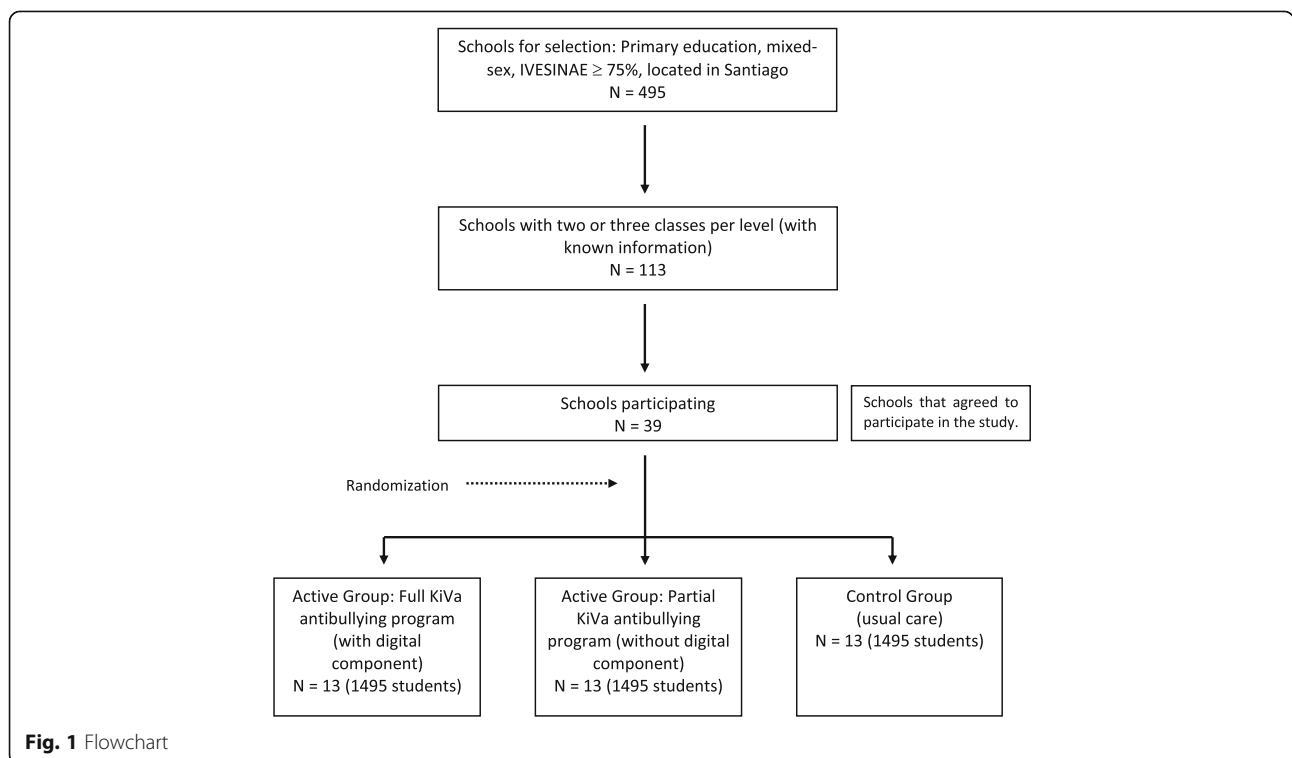 Schools for selection: Primary education, mixed-
sex, IVESINAE ≥ 75%, located in Santiago
N = 495
Schools with two or three classes per level (with
known information)
N = 113
Schools participating
N = 39
Schools that agreed to
participate in the study.
Randomization
Active Group: Full KiVa
antibullying program
(with digital
component)
N = 13 (1495 students)
Active Group: Partial
KiVa antibullying
program (without digital
component)
N = 13 (1495 students)
Control Group
(usual care)
N = 13 (1495 students)
Fig. 1 Flowchart